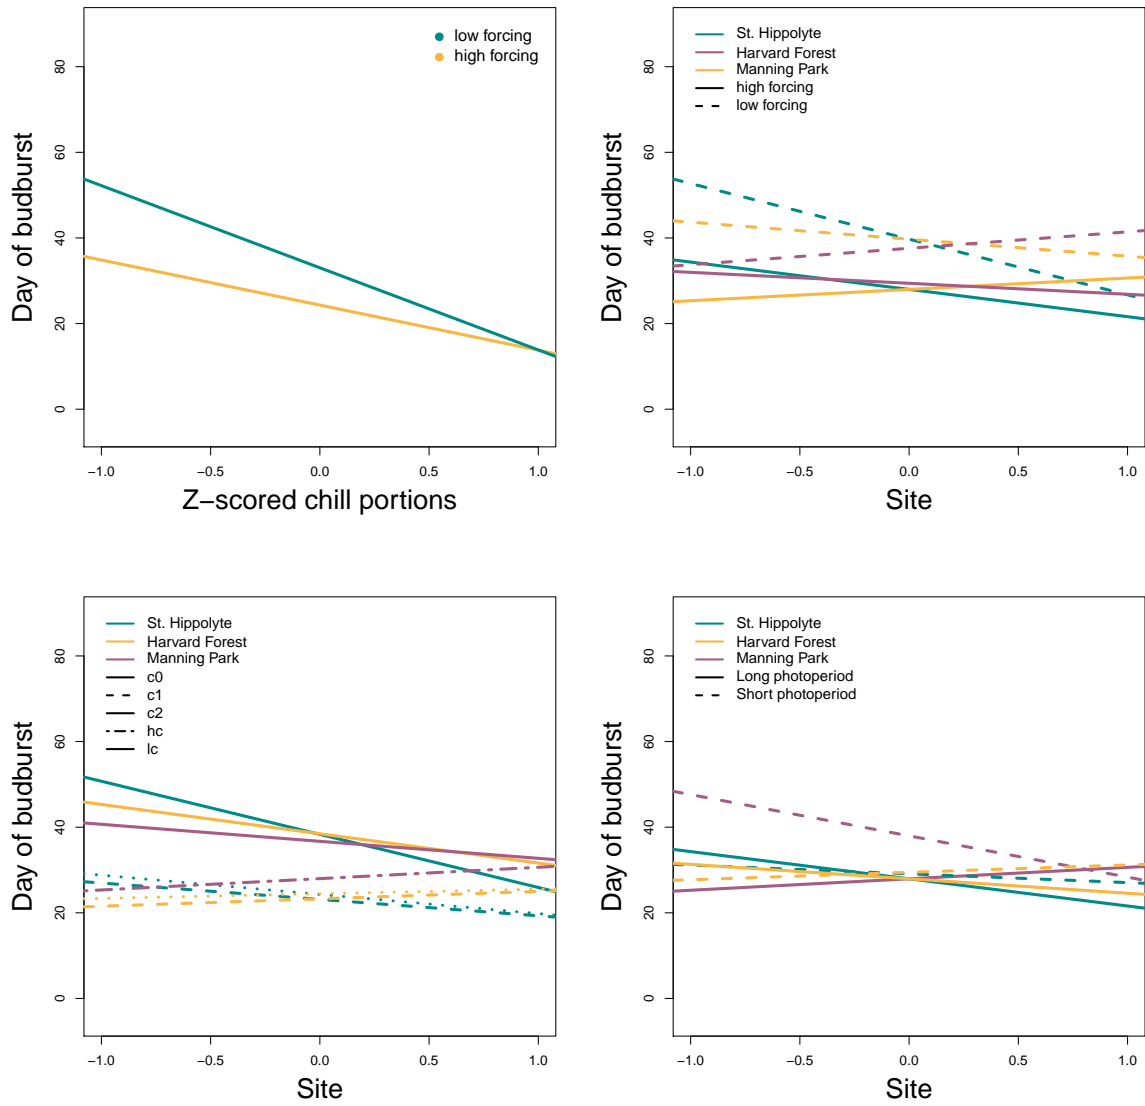 low forcing
high forcing
Day of budburst
0
20
40
60
80
−1.0 −0.5 0.0 0.5 1.0
Z−scored chill portions
St. Hippolyte
Harvard Forest
Manning Park
high forcing
low forcing
Day of budburst
0
20
40
60
80
−1.0 −0.5 0.0 0.5 1.0
Site
St. Hippolyte
Harvard Forest
Manning Park
c0
c1
c2
hc
lc
Day of budburst
0
20
40
60
80
−1.0 −0.5 0.0 0.5 1.0
Site
St. Hippolyte
Harvard Forest
Manning Park
Long photoperiod
Short photoperiod
Day of budburst
0
20
40
60
80
−1.0 −0.5 0.0 0.5 1.0
Site